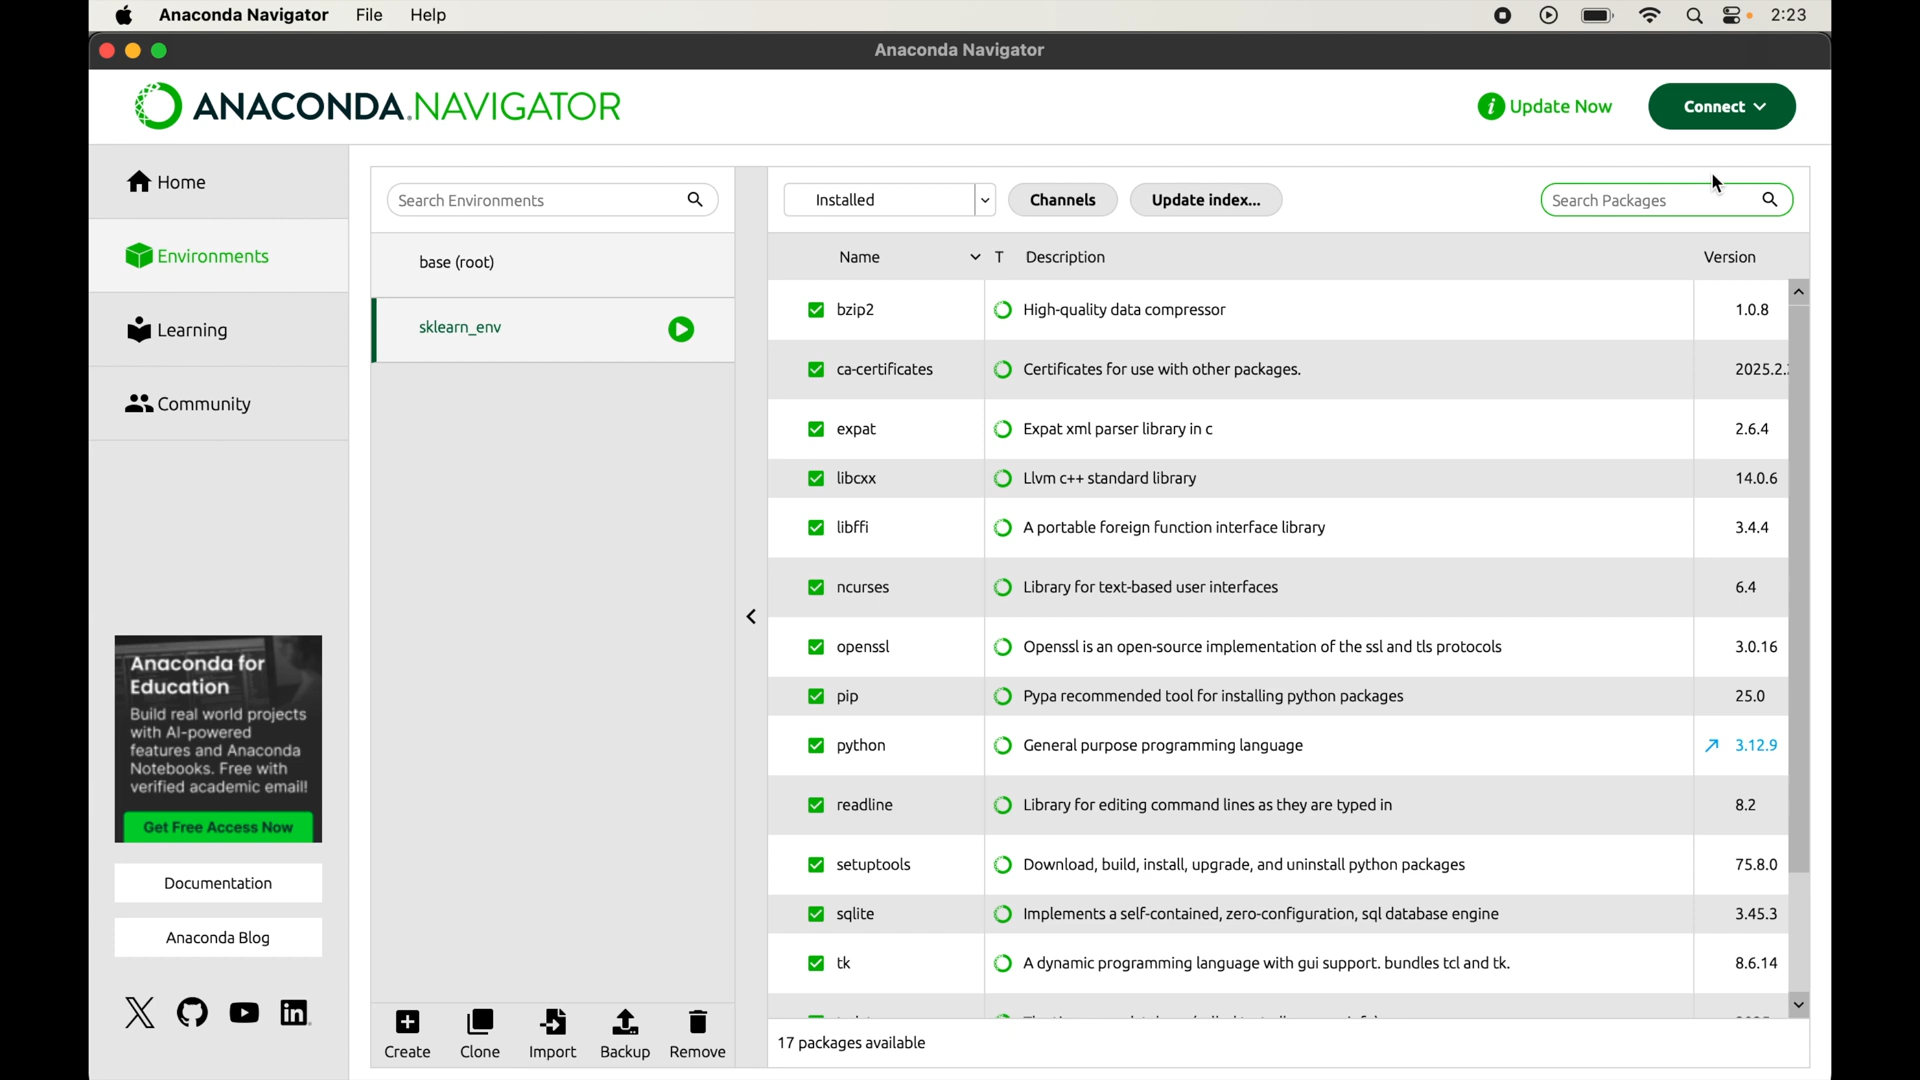 Anaconda Navigator File Help 2:23
Anaconda Navigator
ANACONDA.NAVIGATOR
i Update Now
Connect
Home
Environments
Learning
Community
Anaconda for
Education
Build real world projects
with AI-powered
features and Anaconda
Notebooks. Free with
verified academic email!
Get Free Access Now
Documentation
Anaconda Blog
Search Environments
base (root)
sklearn_env
Create Clone Import Backup Remove
Installed Channels Update index... Search Packages
Name T Description Version
bzip2 High-quality data compressor 1.0.8
ca-certificates Certificates for use with other packages. 2025.2.
expat Expat xml parser library in c 2.6.4
libcxx Llvm c++ standard library 14.0.6
libffi A portable foreign function interface library 3.4.4
ncurses Library for text-based user interfaces 6.4
openssl Openssl is an open-source implementation of the ssl and tls protocols 3.0.16
pip Pypa recommended tool for installing python packages 25.0
python General purpose programming language 3.12.9
readline Library for editing command lines as they are typed in 8.2
setuptools Download, build, install, upgrade, and uninstall python packages 75.8.0
sqlite Implements a self-contained, zero-configuration, sql database engine 3.45.3
tk A dynamic programming language with gui support. bundles tcl and tk. 8.6.14
17 packages available